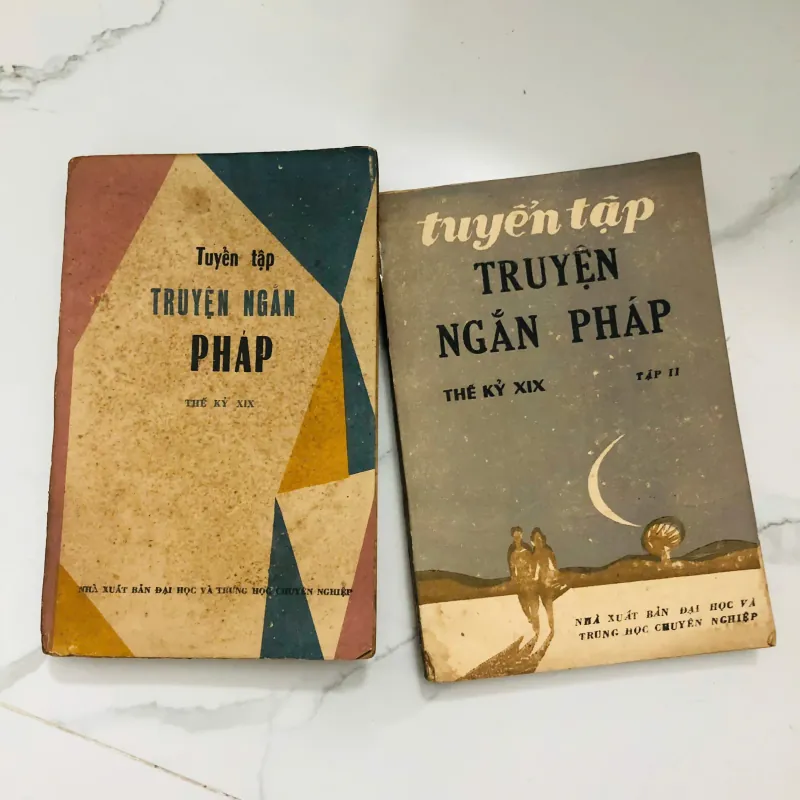 Tuyển tập
TRUYỆN NGẮN
PHÁP
THẾ KỶ XIX
NHÀ XUẤT BẢN ĐẠI HỌC VÀ TRUNG HỌC CHUYÊN NGHIỆP
tuyển tập
TRUYỆN
NGẮN PHÁP
THẾ KỶ XIX
TẬP II
NHÀ XUẤT BẢN ĐẠI HỌC VÀ
TRUNG HỌC CHUYÊN NGHIỆP